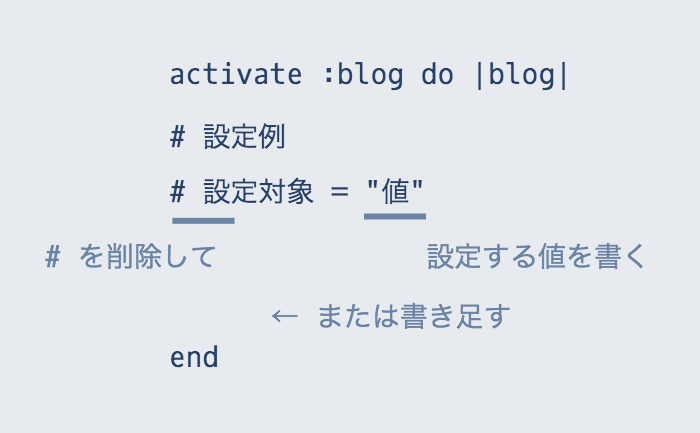 activate :blog do |blog|
# 設定例
# 設定対象 = "値"
# を削除して 設定する値を書く
← または書き足す
end